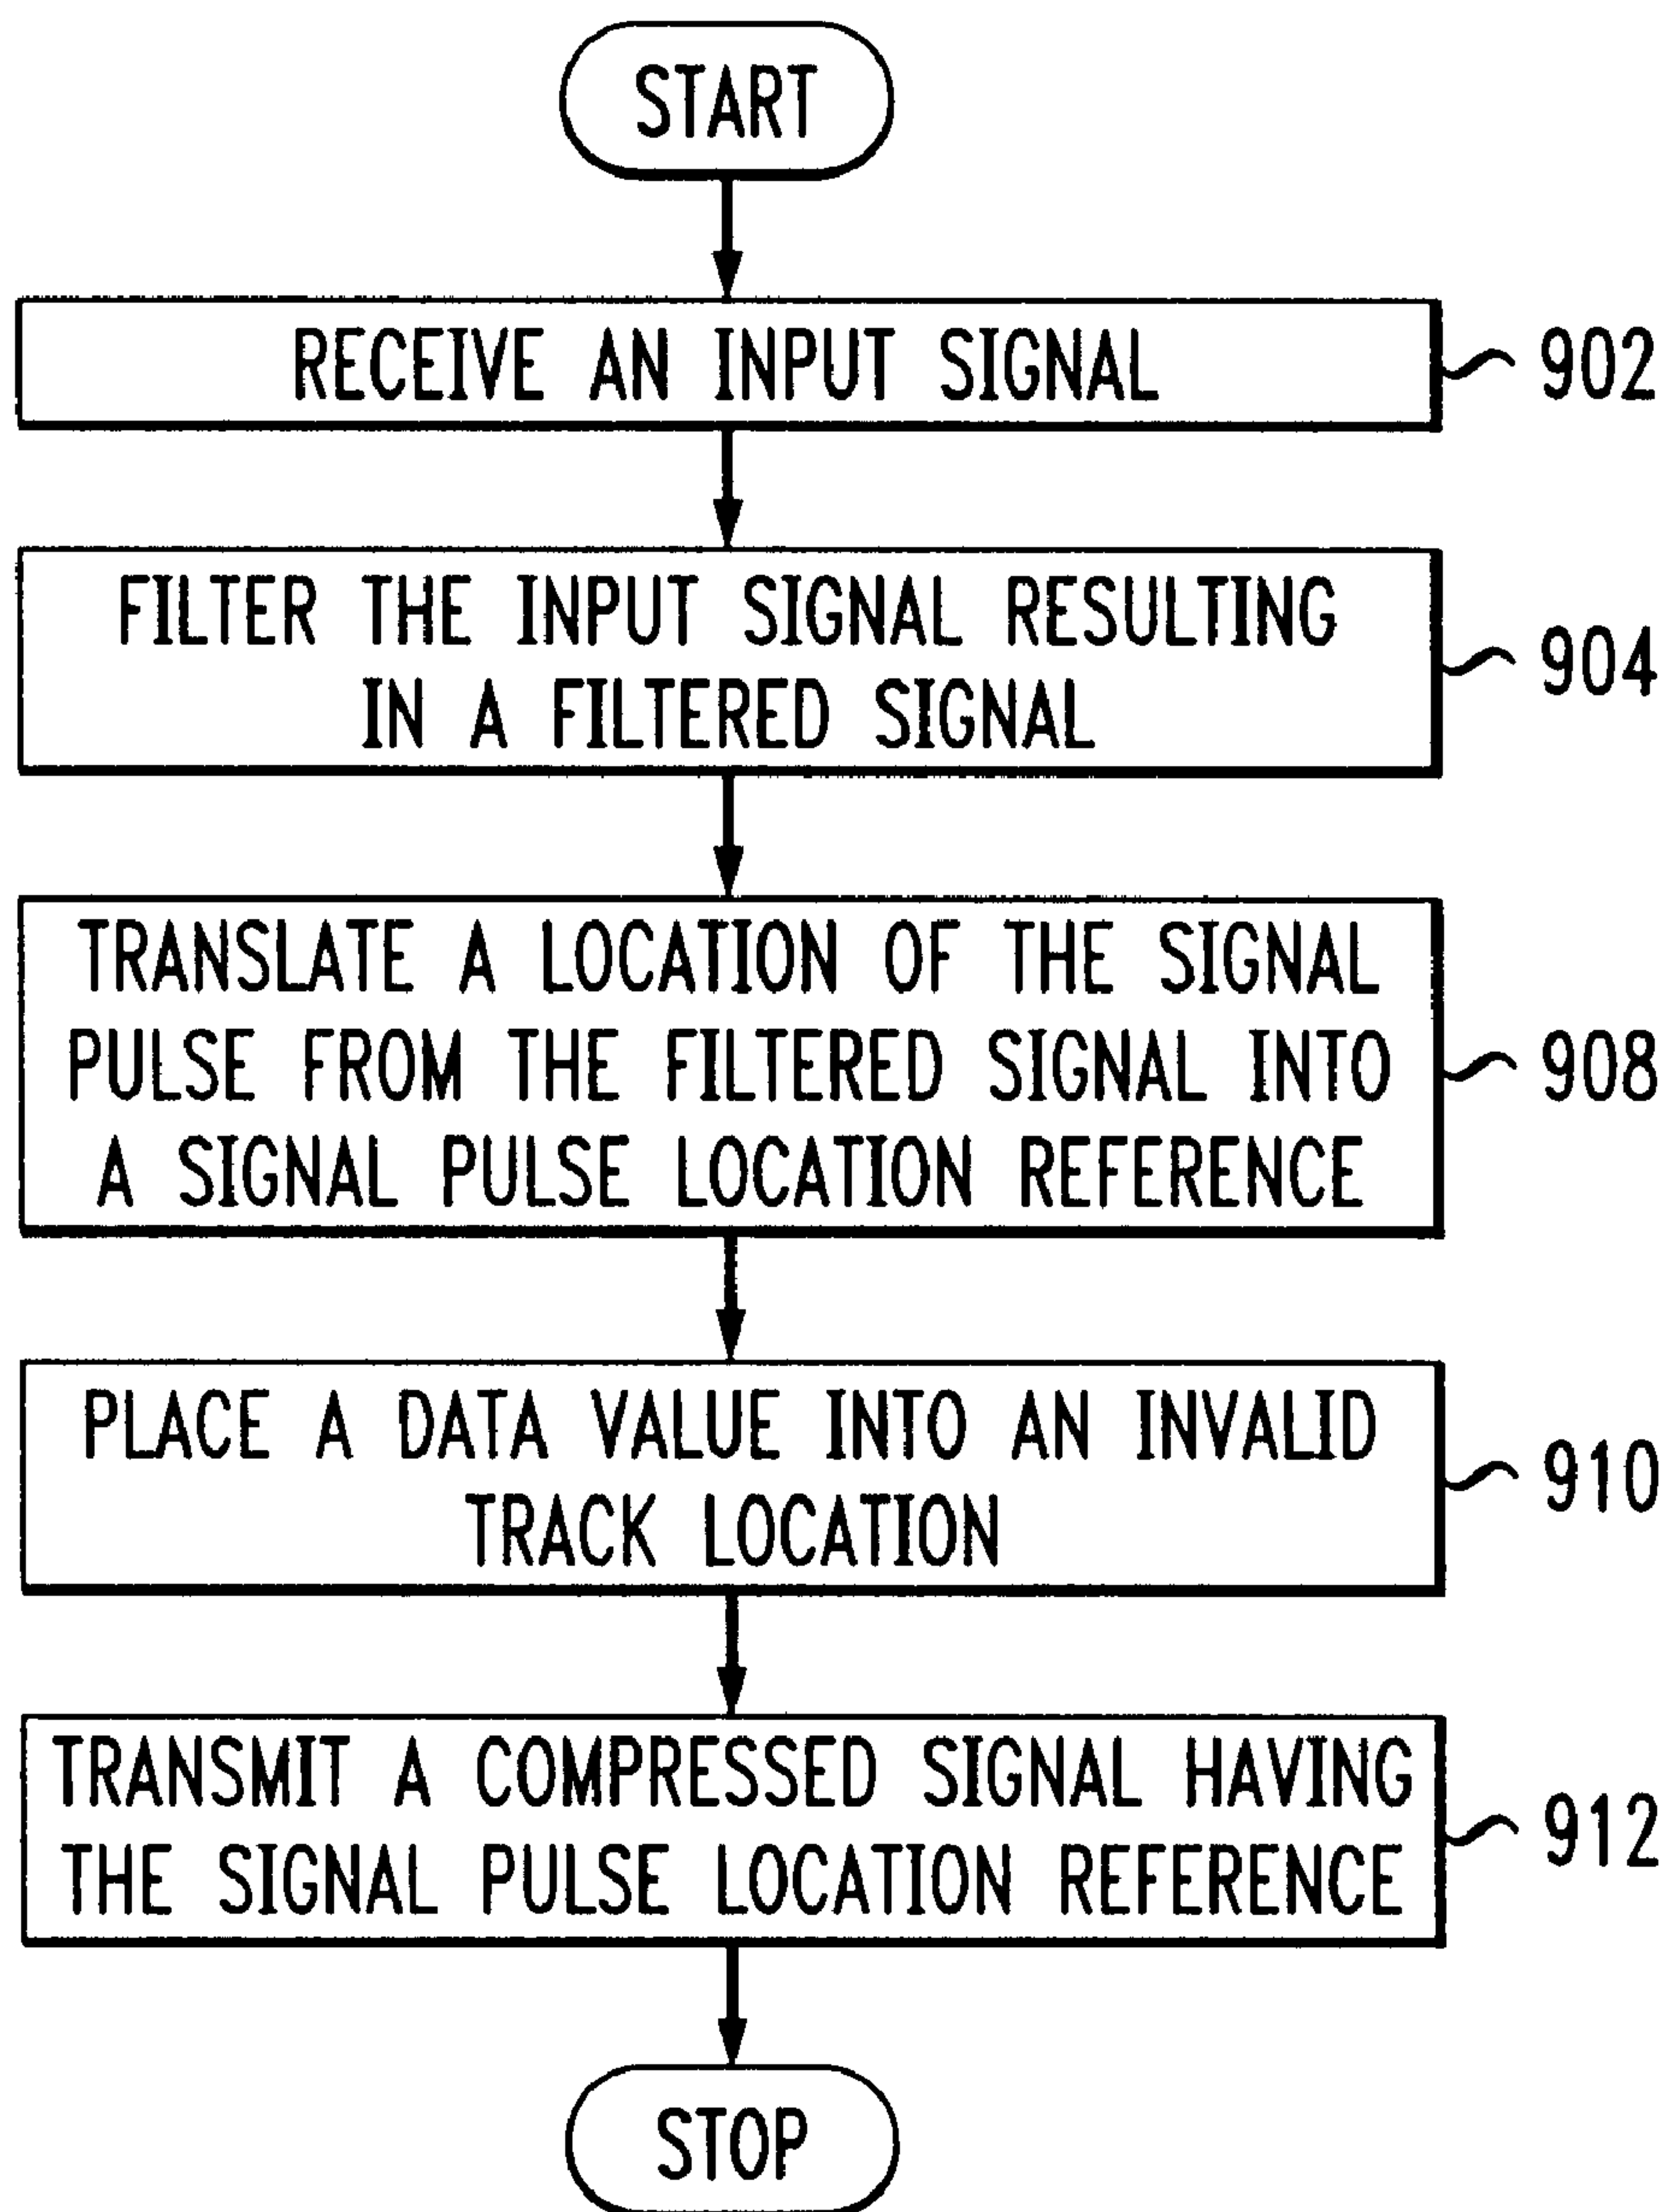 START
RECEIVE AN INPUT SIGNAL
902
FILTER THE INPUT SIGNAL RESULTING
IN A FILTERED SIGNAL
904
TRANSLATE A LOCATION OF THE SIGNAL
PULSE FROM THE FILTERED SIGNAL INTO
A SIGNAL PULSE LOCATION REFERENCE
908
PLACE A DATA VALUE INTO AN INVALID
TRACK LOCATION
910
TRANSMIT A COMPRESSED SIGNAL HAVING
THE SIGNAL PULSE LOCATION REFERENCE
912
STOP